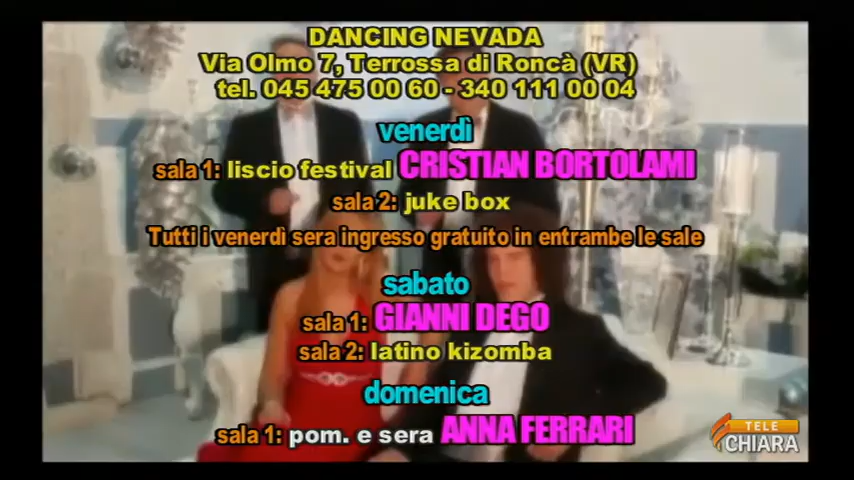 DANCING NEVADA
Via Olmo 7, Terrossa di Roncà (VR)
tel. 045 475 00 60 - 340 111 00 04
venerdì
sala 1: liscio festival CRISTIAN BORTOLAMI
sala 2: juke box
Tutti i venerdì sera ingresso gratuito in entrambe le sale
sabato
sala 1: GIANNI DEGO
sala 2: latino kizomba
domenica
sala 1: pom. e sera ANNA FERRARI
TELE
CHIARA